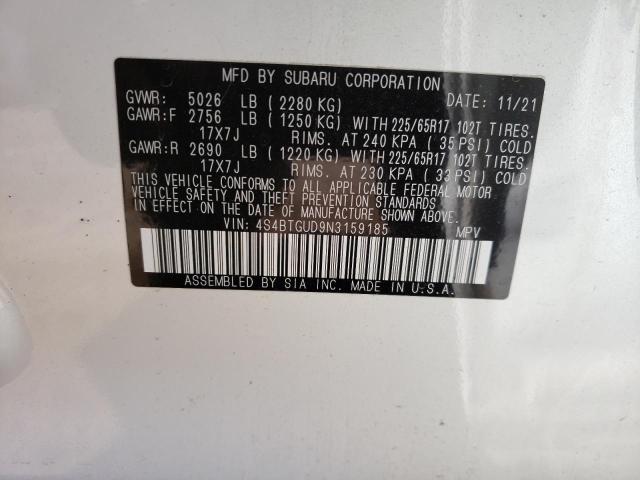 MFD BY SUBARU CORPORATION
GVWR: 5026 LB (2280 KG) DATE: 11/21
GAWR:F 2756 LB (1250 KG) WITH 225/65R17 102T TIRES.
17X7J RIMS. AT 240 KPA (35 PSI) COLD
GAWR:R 2690 LB (1220 KG) WITH 225/65R17 102T TIRES.
17X7J RIMS. AT 230 KPA (33 PSI) COLD
THIS VEHICLE CONFORMS TO ALL APPLICABLE FEDERAL MOTOR
VEHICLE SAFETY AND THEFT PREVENTION STANDARDS
IN EFFECT ON THE DATE OF MANUFACTURE SHOWN ABOVE.
VIN: 4S4BTGUD9N3159185 MPV
ASSEMBLED BY SIA INC. MADE IN U.S.A.